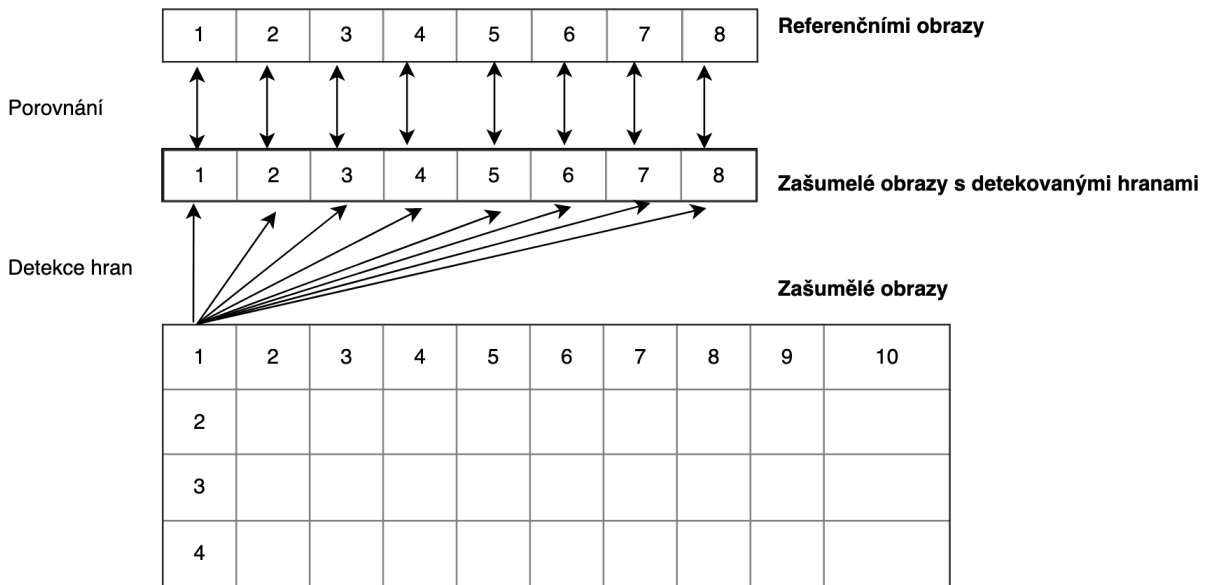 1 2 3 4 5 6 7 8 Referenčními obrazy
Porovnání
1 2 3 4 5 6 7 8 Zašumelé obrazy s detekovanými hranami
Detekce hran
Zašumělé obrazy
1 2 3 4 5 6 7 8 9 10
2
3
4